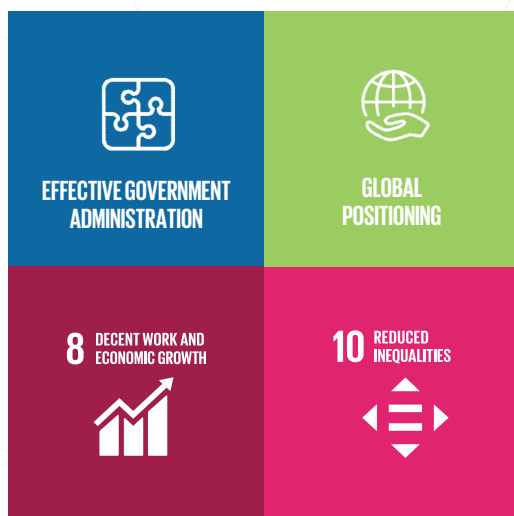 EFFECTIVE GOVERNMENT
ADMINISTRATION
GLOBAL
POSITIONING
8 DECENT WORK AND
ECONOMIC GROWTH
10 REDUCED
INEQUALITIES